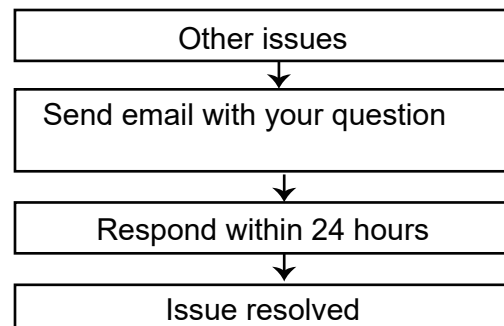 Other issues
Send email with your question
Respond within 24 hours
Issue resolved